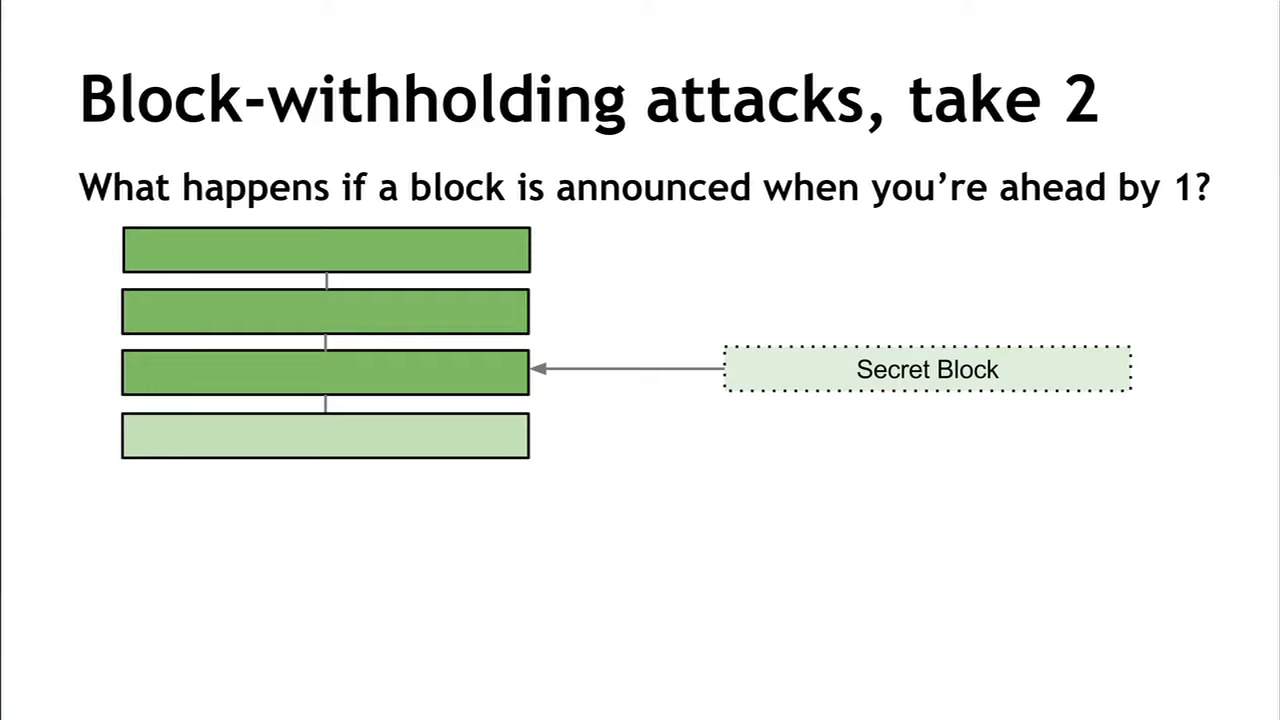 Block-withholding attacks, take 2
What happens if a block is announced when you’re ahead by 1?
Secret Block